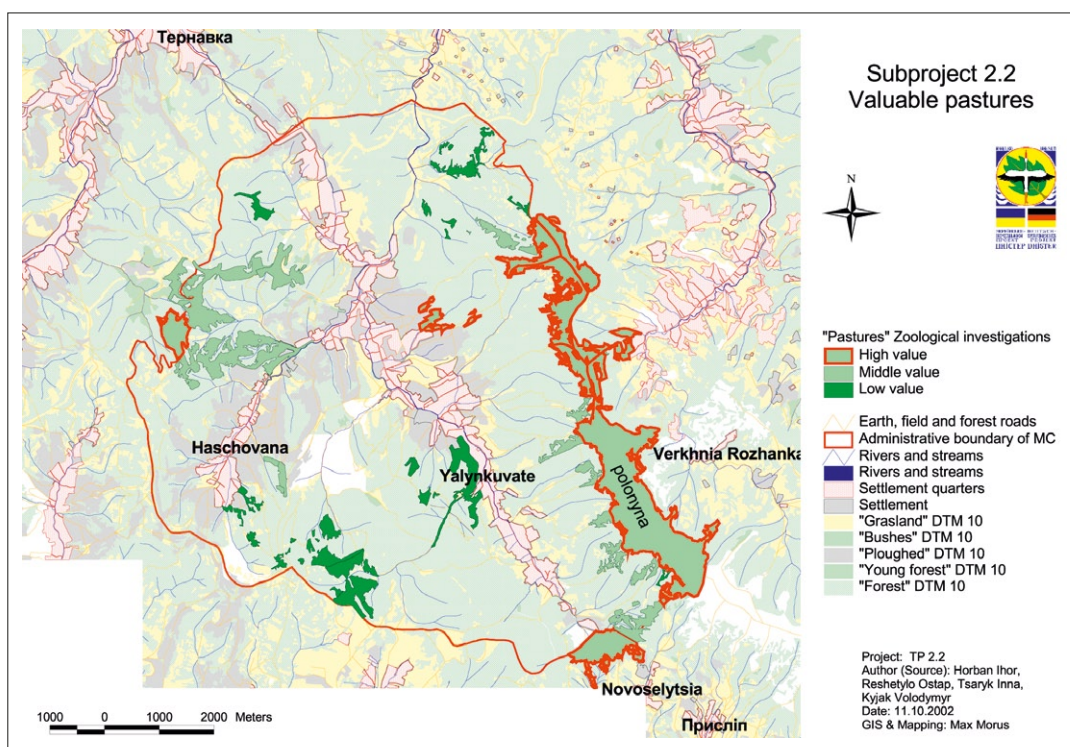 Тернавка
Haschovana
Yalynkuvate
Verkhnia Rozhanka
polonyna
Novoselytsia
Присліп
1000 0 1000 2000 Meters
Subproject 2.2
Valuable pastures
N
ДНІСТЕР DNISTER
"Pastures" Zoological investigations
High value
Middle value
Low value
Earth, field and forest roads
Administrative boundary of MC
Rivers and streams
Rivers and streams
Settlement quarters
Settlement
"Grasland" DTM 10
"Bushes" DTM 10
"Ploughed" DTM 10
"Young forest" DTM 10
"Forest" DTM 10
Project: TP 2.2
Author (Source): Horban Ihor,
Reshetylo Ostap, Tsaryk Inna,
Kyjak Volodymyr
Date: 11.10.2002
GIS & Mapping: Max Morus